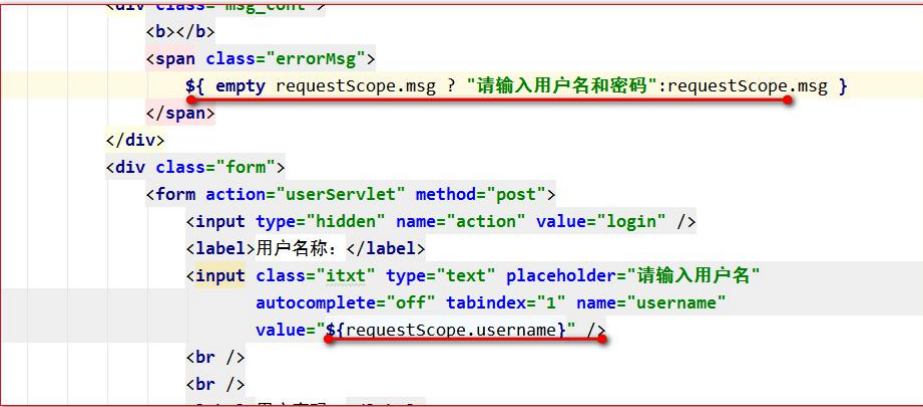 <div class="msg_cont">
<b></b>
<span class="errorMsg">
${ empty requestScope.msg ? "请输入用户名和密码":requestScope.msg }
</span>
</div>
<div class="form">
<form action="userServlet" method="post">
<input type="hidden" name="action" value="login" />
<label>用户名称：</label>
<input class="itxt" type="text" placeholder="请输入用户名"
autocomplete="off" tabindex="1" name="username"
value="${requestScope.username}" />
<br />
<br />